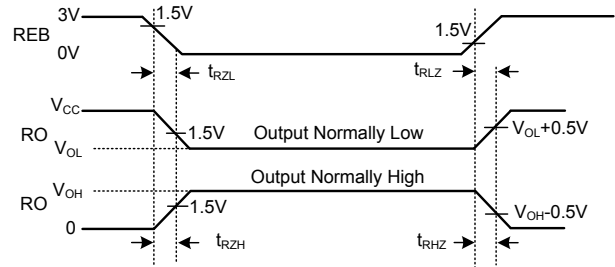 3V
1.5V
REB
1.5V
0V
tRZL
tRLZ
VCC
RO
1.5V
Output Normally Low
VOL+0.5V
VOL
Output Normally High
VOH
RO
1.5V
VOH-0.5V
0
tRZH
tRHZ